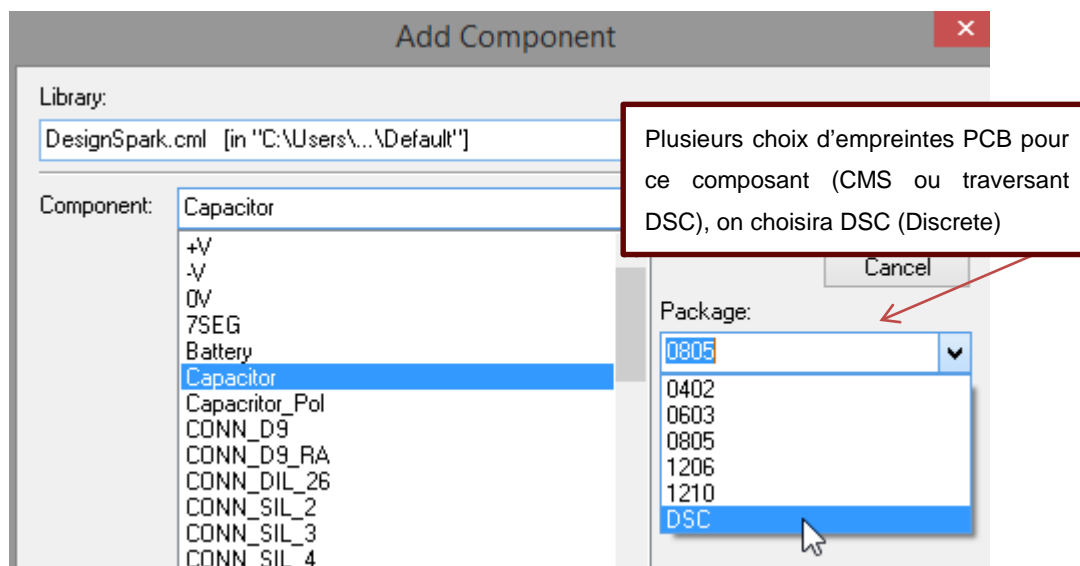 Add Component
Library:
DesignSpark.cml [in "C:\Users\...\Default"]
Plusieurs choix d'empreintes PCB pour
ce composant (CMS ou traversant
DSC), on choisira DSC (Discrete)
Component:
Capacitor
+V
-V
0V
7SEG
Battery
Capacitor
Capacritor_Pol
CONN_D9
CONN_D9_RA
CONN_DIL_26
CONN_SIL_2
CONN_SIL_3
CONN_SIL_4
Cancel
Package:
0805
0402
0603
0805
1206
1210
DSC